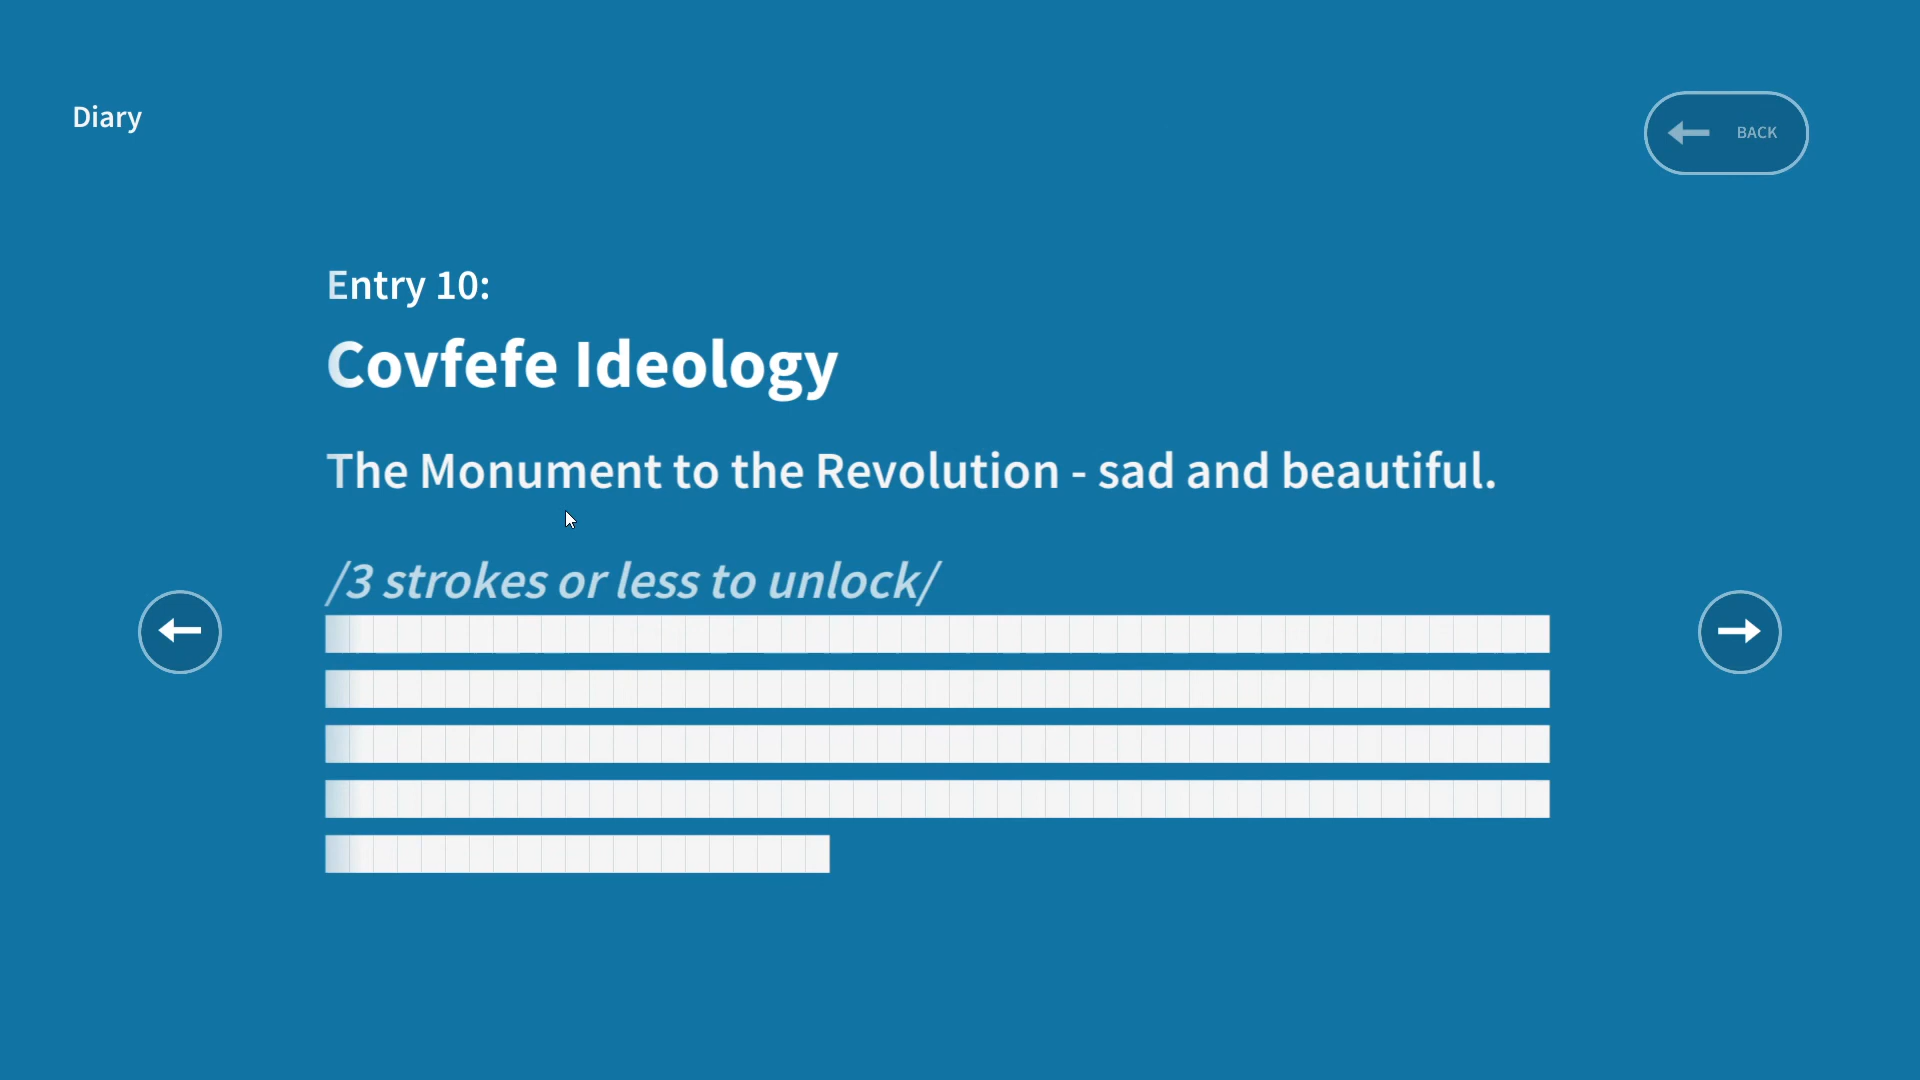 Diary
BACK
Entry 10:
Covfefe Ideology
The Monument to the Revolution - sad and beautiful.
/3 strokes or less to unlock/